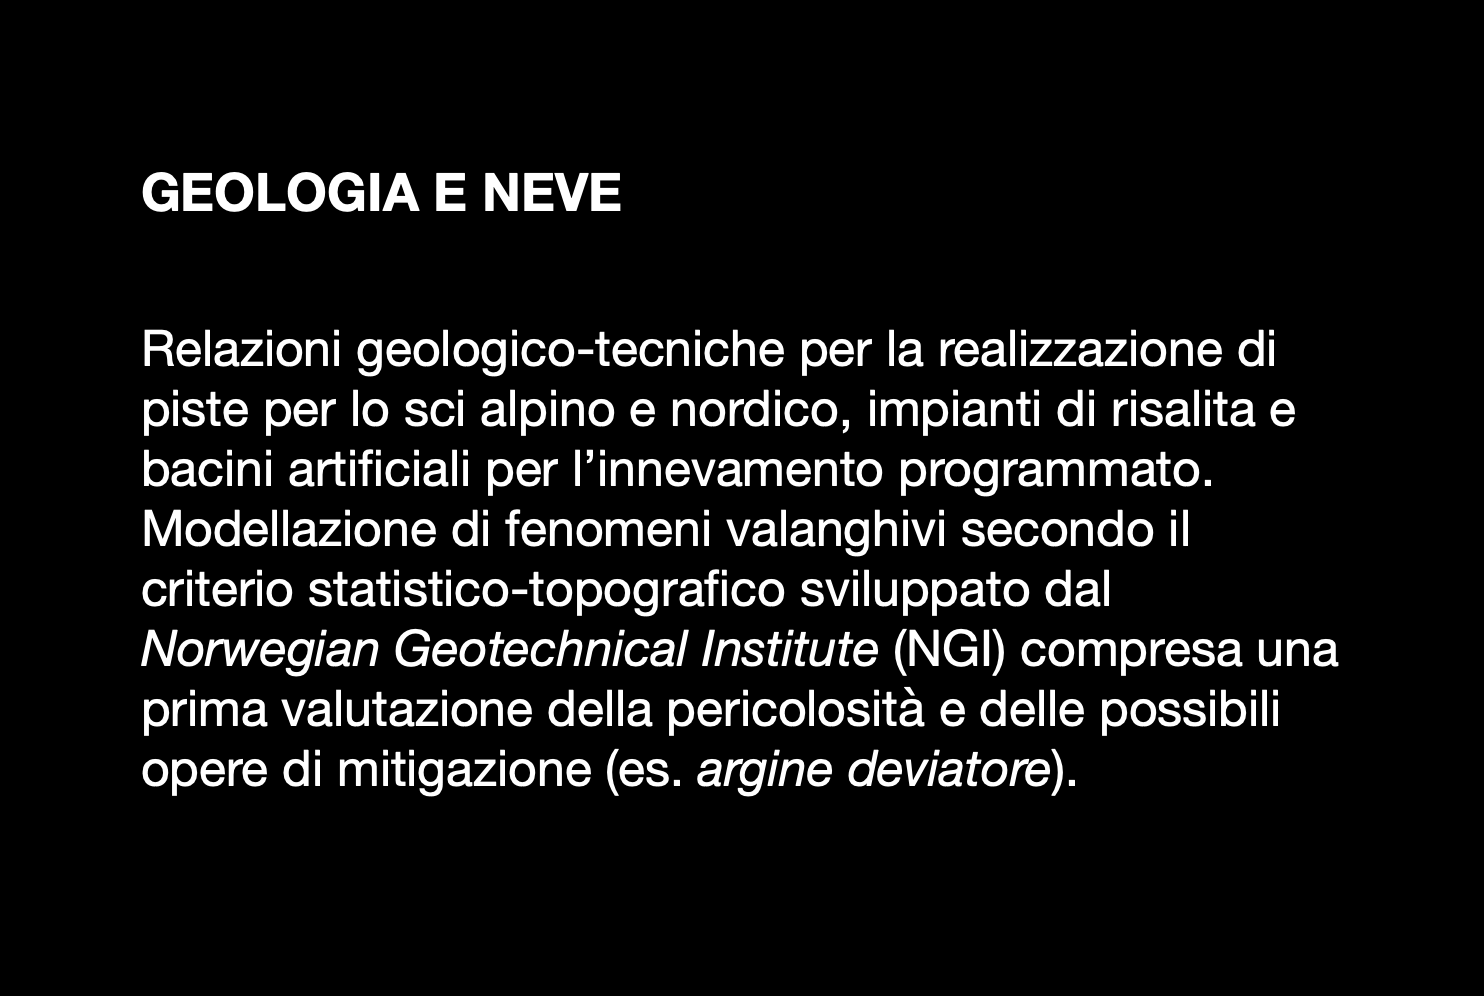 GEOLOGIA E NEVE
Relazioni geologico-tecniche per la realizzazione di
piste per lo sci alpino e nordico, impianti di risalita e
bacini artificiali per l’innevamento programmato.
Modellazione di fenomeni valanghivi secondo il
criterio statistico-topografico sviluppato dal
Norwegian Geotechnical Institute (NGI) compresa una
prima valutazione della pericolosità e delle possibili
opere di mitigazione (es. argine deviatore).